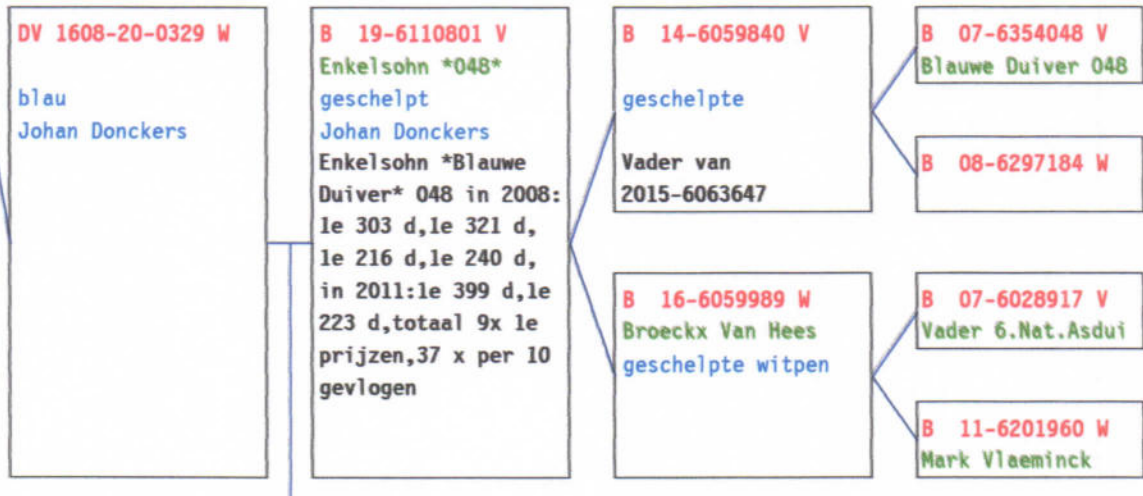 DV 1608-20-0329 W
blau
Johan Donckers
B 19-6110801 V
Enkelsohn *048*
geschelpt
Johan Donckers
Enkelsohn *Blauwe
Duiver* 048 in 2008:
1e 303 d,1e 321 d,
1e 216 d,1e 240 d,
in 2011:1e 399 d,1e
223 d,totaal 9x 1e
prijzen,37 x per 10
gevlogen
B 14-6059840 V
geschelpte
Vader van
2015-6063647
B 16-6059989 W
Broeckx Van Hees
geschelpte witpen
B 07-6354048 V
Blauwe Duiver 048
B 08-6297184 W
B 07-6028917 V
Vader 6.Nat.Asdui
B 11-6201960 W
Mark Vlaeminck